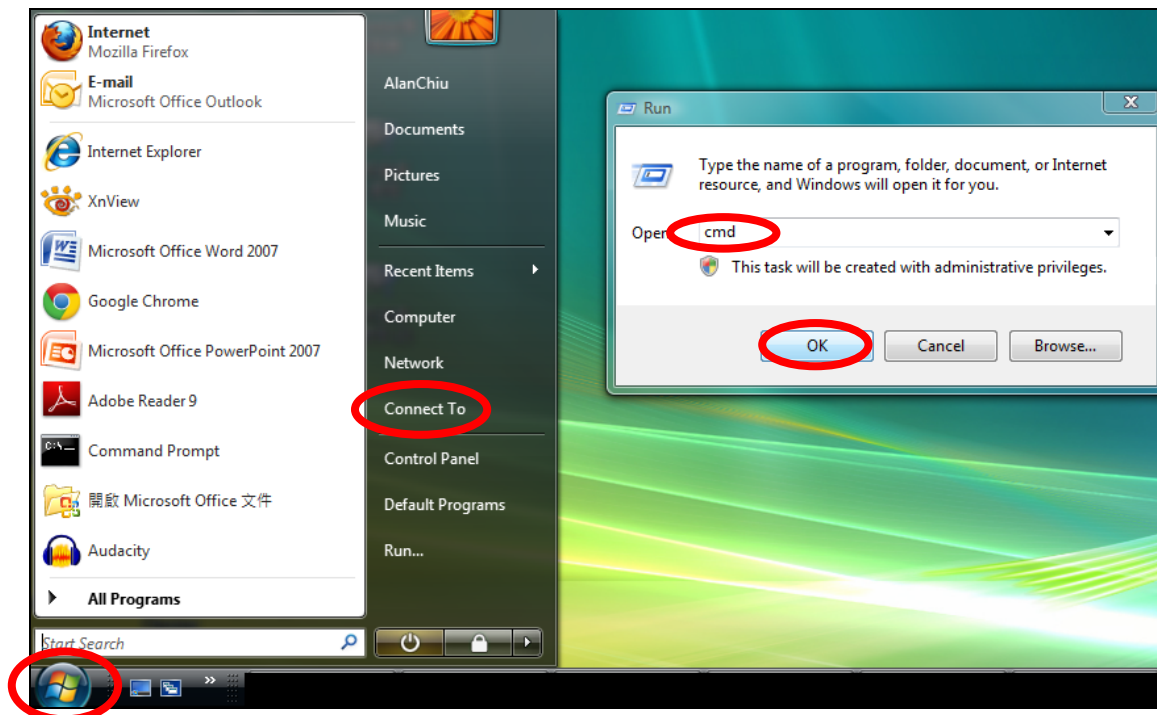 Internet
Mozilla Firefox
E-mail
Microsoft Office Outlook
Internet Explorer
XnView
Microsoft Office Word 2007
Google Chrome
Microsoft Office PowerPoint 2007
Adobe Reader 9
Command Prompt
開啟 Microsoft Office 文件
Audacity
All Programs
Start Search
AlanChiu
Documents
Pictures
Music
Recent Items
Computer
Network
Connect To
Control Panel
Default Programs
Run...
Run
Type the name of a program, folder, document, or Internet
resource, and Windows will open it for you.
Open cmd
This task will be created with administrative privileges.
OK Cancel Browse...